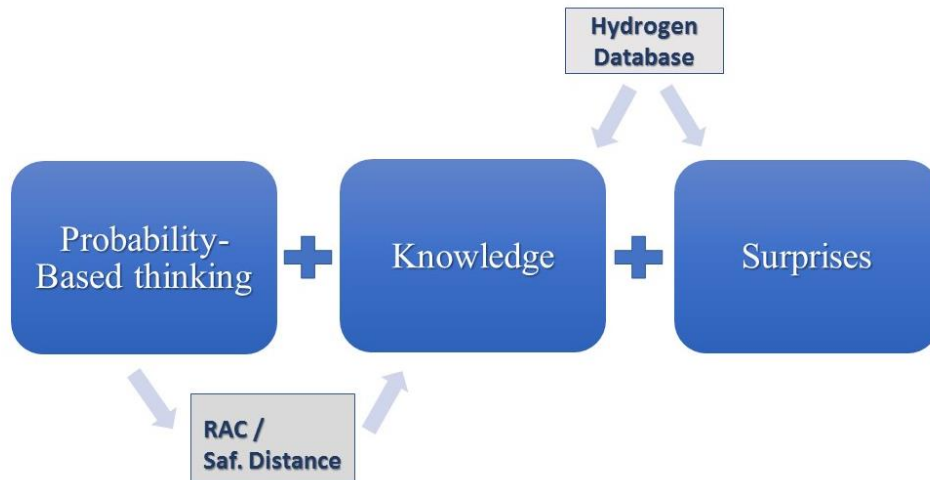 Hydrogen
Database
Probability-
Based thinking
Knowledge
Surprises
RAC /
Saf. Distance